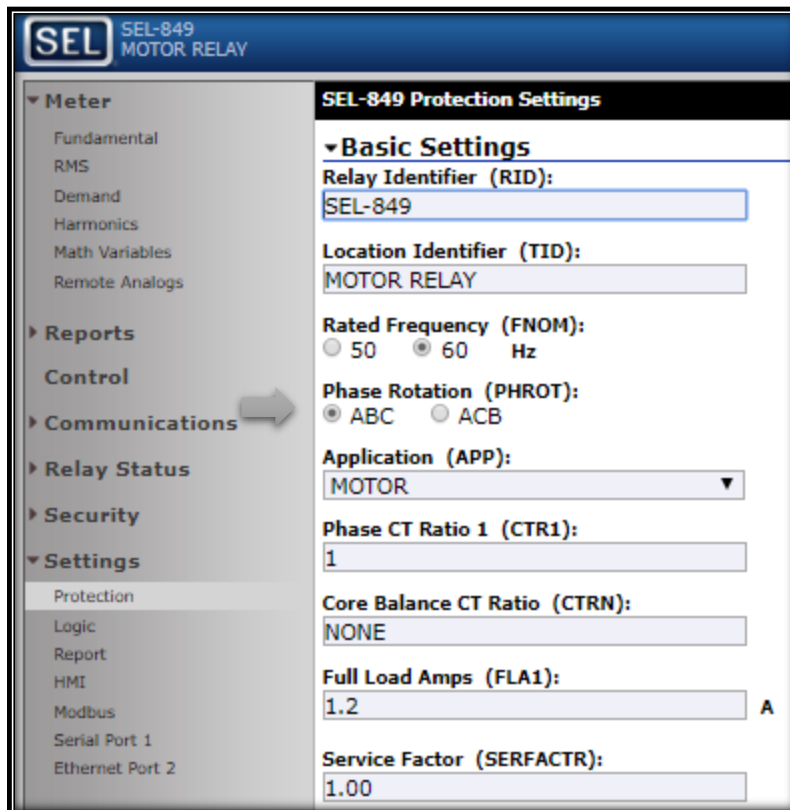 SEL
SEL-849
MOTOR RELAY
Meter
Fundamental
RMS
Demand
Harmonics
Math Variables
Remote Analogs
Reports
Control
Communications
Relay Status
Security
Settings
Protection
Logic
Report
HMI
Modbus
Serial Port 1
Ethernet Port 2
SEL-849 Protection Settings
Basic Settings
Relay Identifier (RID):
SEL-849
Location Identifier (TID):
MOTOR RELAY
Rated Frequency (FNOM):
50 60 Hz
Phase Rotation (PHROT):
ABC ACB
Application (APP):
MOTOR
Phase CT Ratio 1 (CTR1):
1
Core Balance CT Ratio (CTRN):
NONE
Full Load Amps (FLA1):
1.2 A
Service Factor (SERFACTR):
1.00